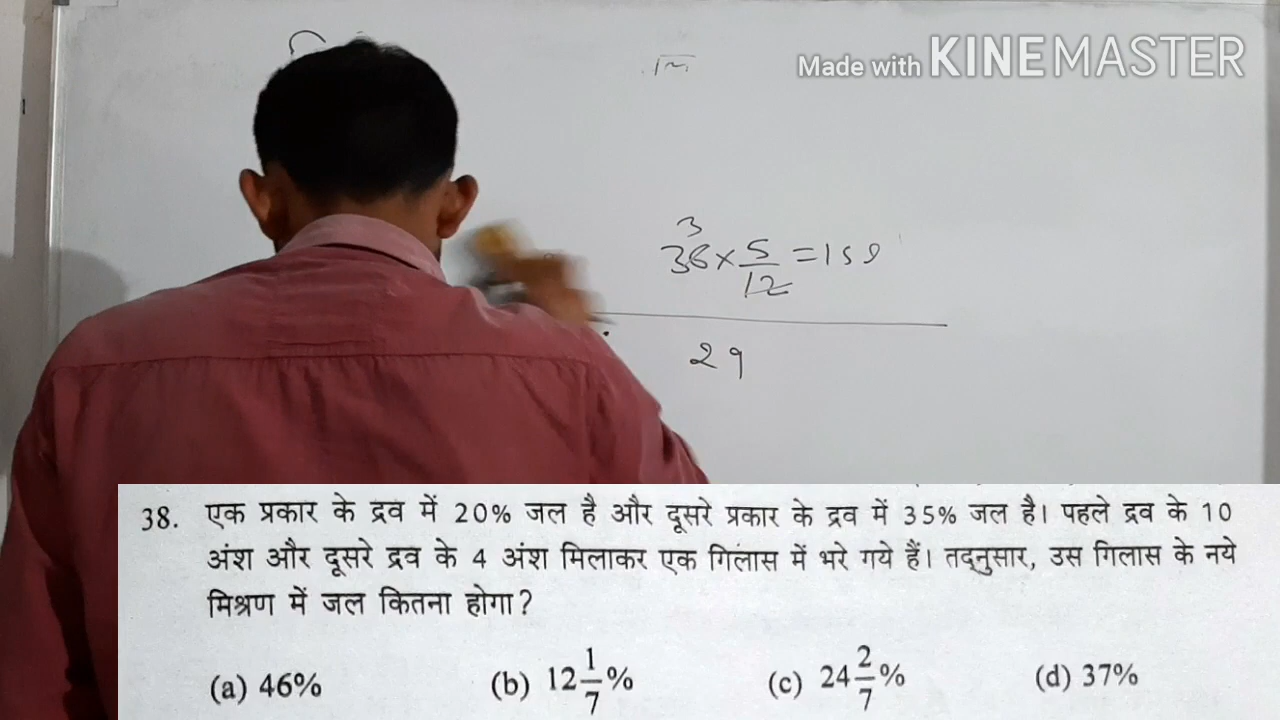 Made with KINEMASTER
3
36 × 5/12 = 15
29
38. एक प्रकार के द्रव में 20% जल है और दूसरे प्रकार के द्रव में 35% जल है। पहले द्रव के 10
अंश और दूसरे द्रव के 4 अंश मिलाकर एक गिलास में भरे गये हैं। तद्नुसार, उस गिलास के नये
मिश्रण में जल कितना होगा?
(a) 46% (b) 12 1/7% (c) 24 2/7% (d) 37%